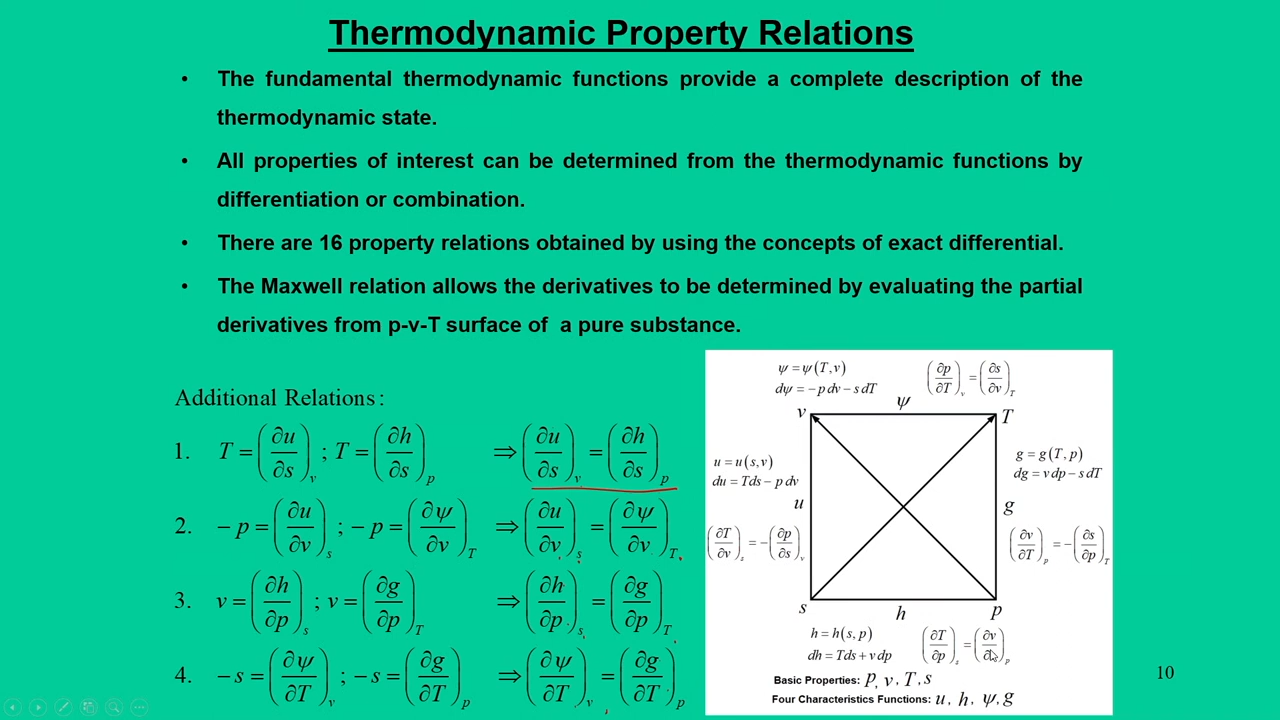 Thermodynamic Property Relations
• The fundamental thermodynamic functions provide a complete description of the
thermodynamic state.
• All properties of interest can be determined from the thermodynamic functions by
differentiation or combination.
• There are 16 property relations obtained by using the concepts of exact differential.
• The Maxwell relation allows the derivatives to be determined by evaluating the partial
derivatives from p-v-T surface of a pure substance.
Additional Relations:
1. T = (∂u/∂s)_v ; T = (∂h/∂s)_p ⇒ (∂u/∂s)_v = (∂h/∂s)_p
2. −p = (∂u/∂v)_s ; −p = (∂ψ/∂v)_T ⇒ (∂u/∂v)_s = (∂ψ/∂v)_T
3. v = (∂h/∂p)_s ; v = (∂g/∂p)_T ⇒ (∂h/∂p)_s = (∂g/∂p)_T
4. −s = (∂ψ/∂T)_v ; −s = (∂g/∂T)_p ⇒ (∂ψ/∂T)_v = (∂g/∂T)_p
ψ = ψ(T,v)
dψ = −p dv − s dT
(∂p/∂T)_v = (∂s/∂v)_T
v ψ T
u = u(s,v)
du = Tds − p dv
u
(∂T/∂v)_s = −(∂p/∂s)_v
g = g(T,p)
dg = v dp − s dT
g
(∂v/∂T)_p = −(∂s/∂p)_T
s h p
h = h(s,p)
dh = Tds + v dp
(∂T/∂p)_s = (∂v/∂s)_p
Basic Properties: p, v, T, s
Four Characteristics Functions: u, h, ψ, g
10